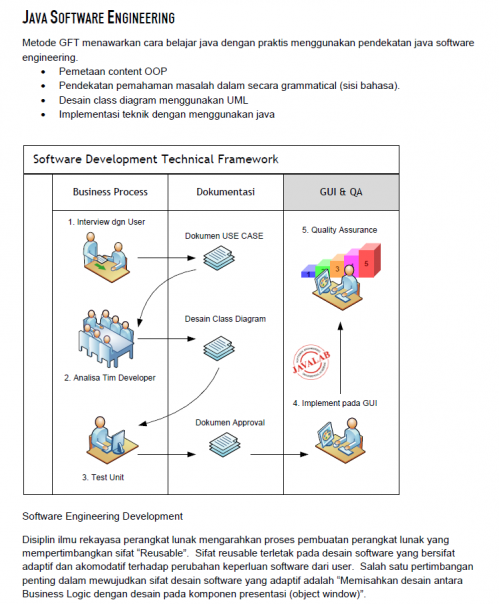 JAVA SOFTWARE ENGINEERING
Metode GFT menawarkan cara belajar java dengan praktis menggunakan pendekatan java software
engineering.
• Pemetaan content OOP
• Pendekatan pemahaman masalah dalam secara grammatical (sisi bahasa).
• Desain class diagram menggunakan UML
• Implementasi teknik dengan menggunakan java
Software Development Technical Framework
Business Process
Dokumentasi
GUI & QA
1. Interview dgn User
Dokumen USE CASE
5. Quality Assurance
3
5
Desain Class Diagram
JAVALAB
2. Analisa Tim Developer
4. Implement pada GUI
Dokumen Approval
3. Test Unit
Software Engineering Development
Disiplin ilmu rekayasa perangkat lunak mengarahkan proses pembuatan perangkat lunak yang
mempertimbangkan sifat "Reusable". Sifat reusable terletak pada desain software yang bersifat
adaptif dan akomodatif terhadap perubahan keperluan software dari user. Salah satu pertimbangan
penting dalam mewujudkan sifat desain software yang adaptif adalah "Memisahkan desain antara
Business Logic dengan desain pada komponen presentasi (object window)".